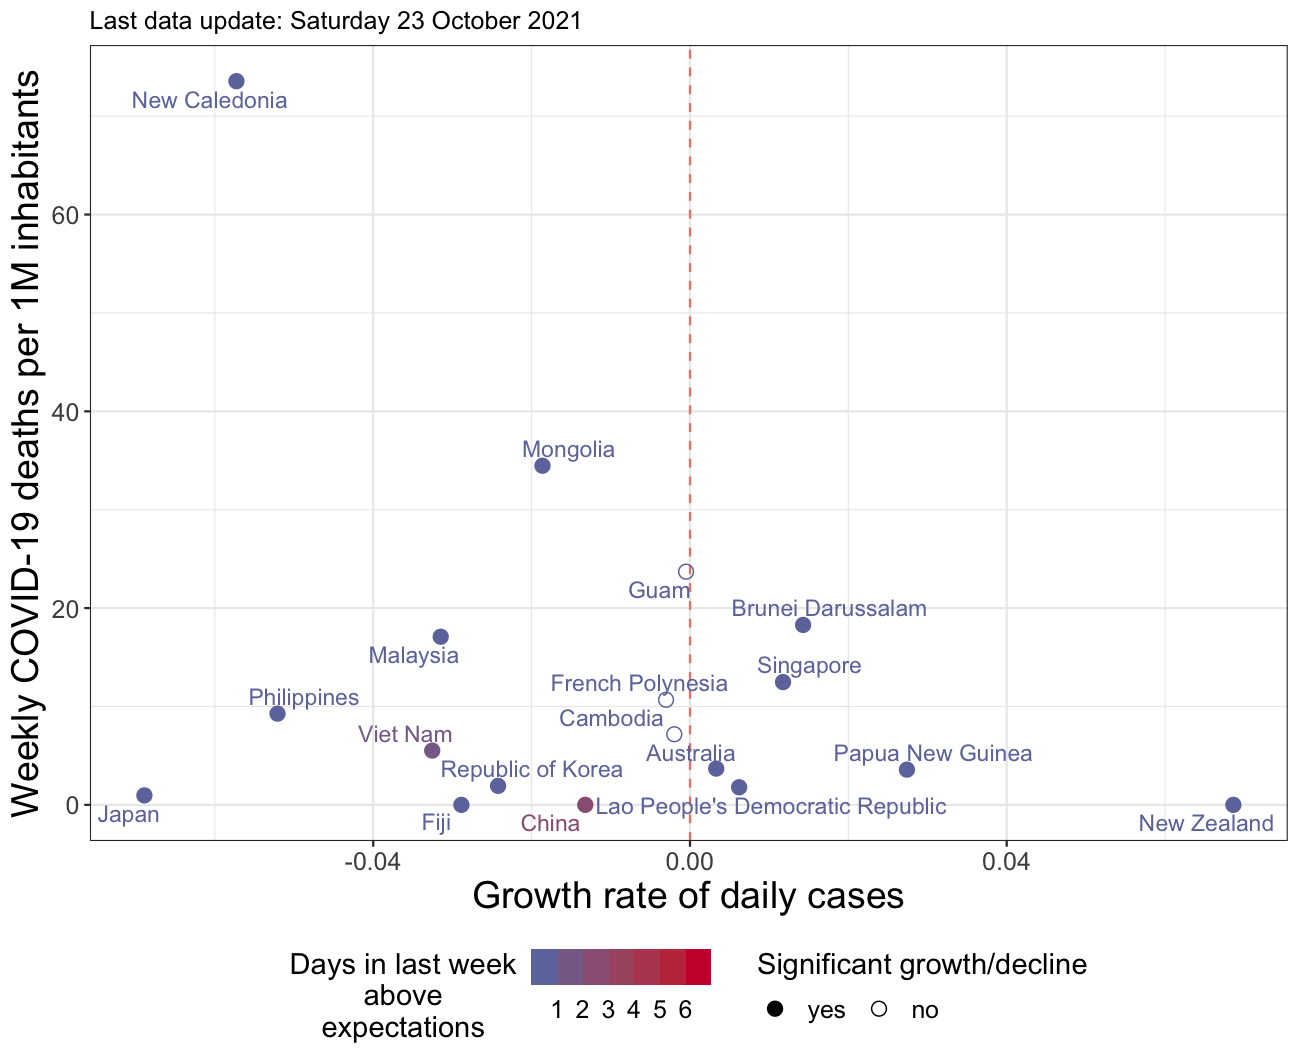 Last data update: Saturday 23 October 2021
Weekly COVID-19 deaths per 1M inhabitants
60
40
20
0
New Caledonia
Mongolia
Guam
Brunei Darussalam
Malaysia
Singapore
French Polynesia
Philippines
Cambodia
Viet Nam
Australia
Papua New Guinea
Republic of Korea
Lao People's Democratic Republic
Japan
Fiji
China
New Zealand
-0.04
0.00
0.04
Growth rate of daily cases
Days in last week
above
expectations
1 2 3 4 5 6
Significant growth/decline
yes no